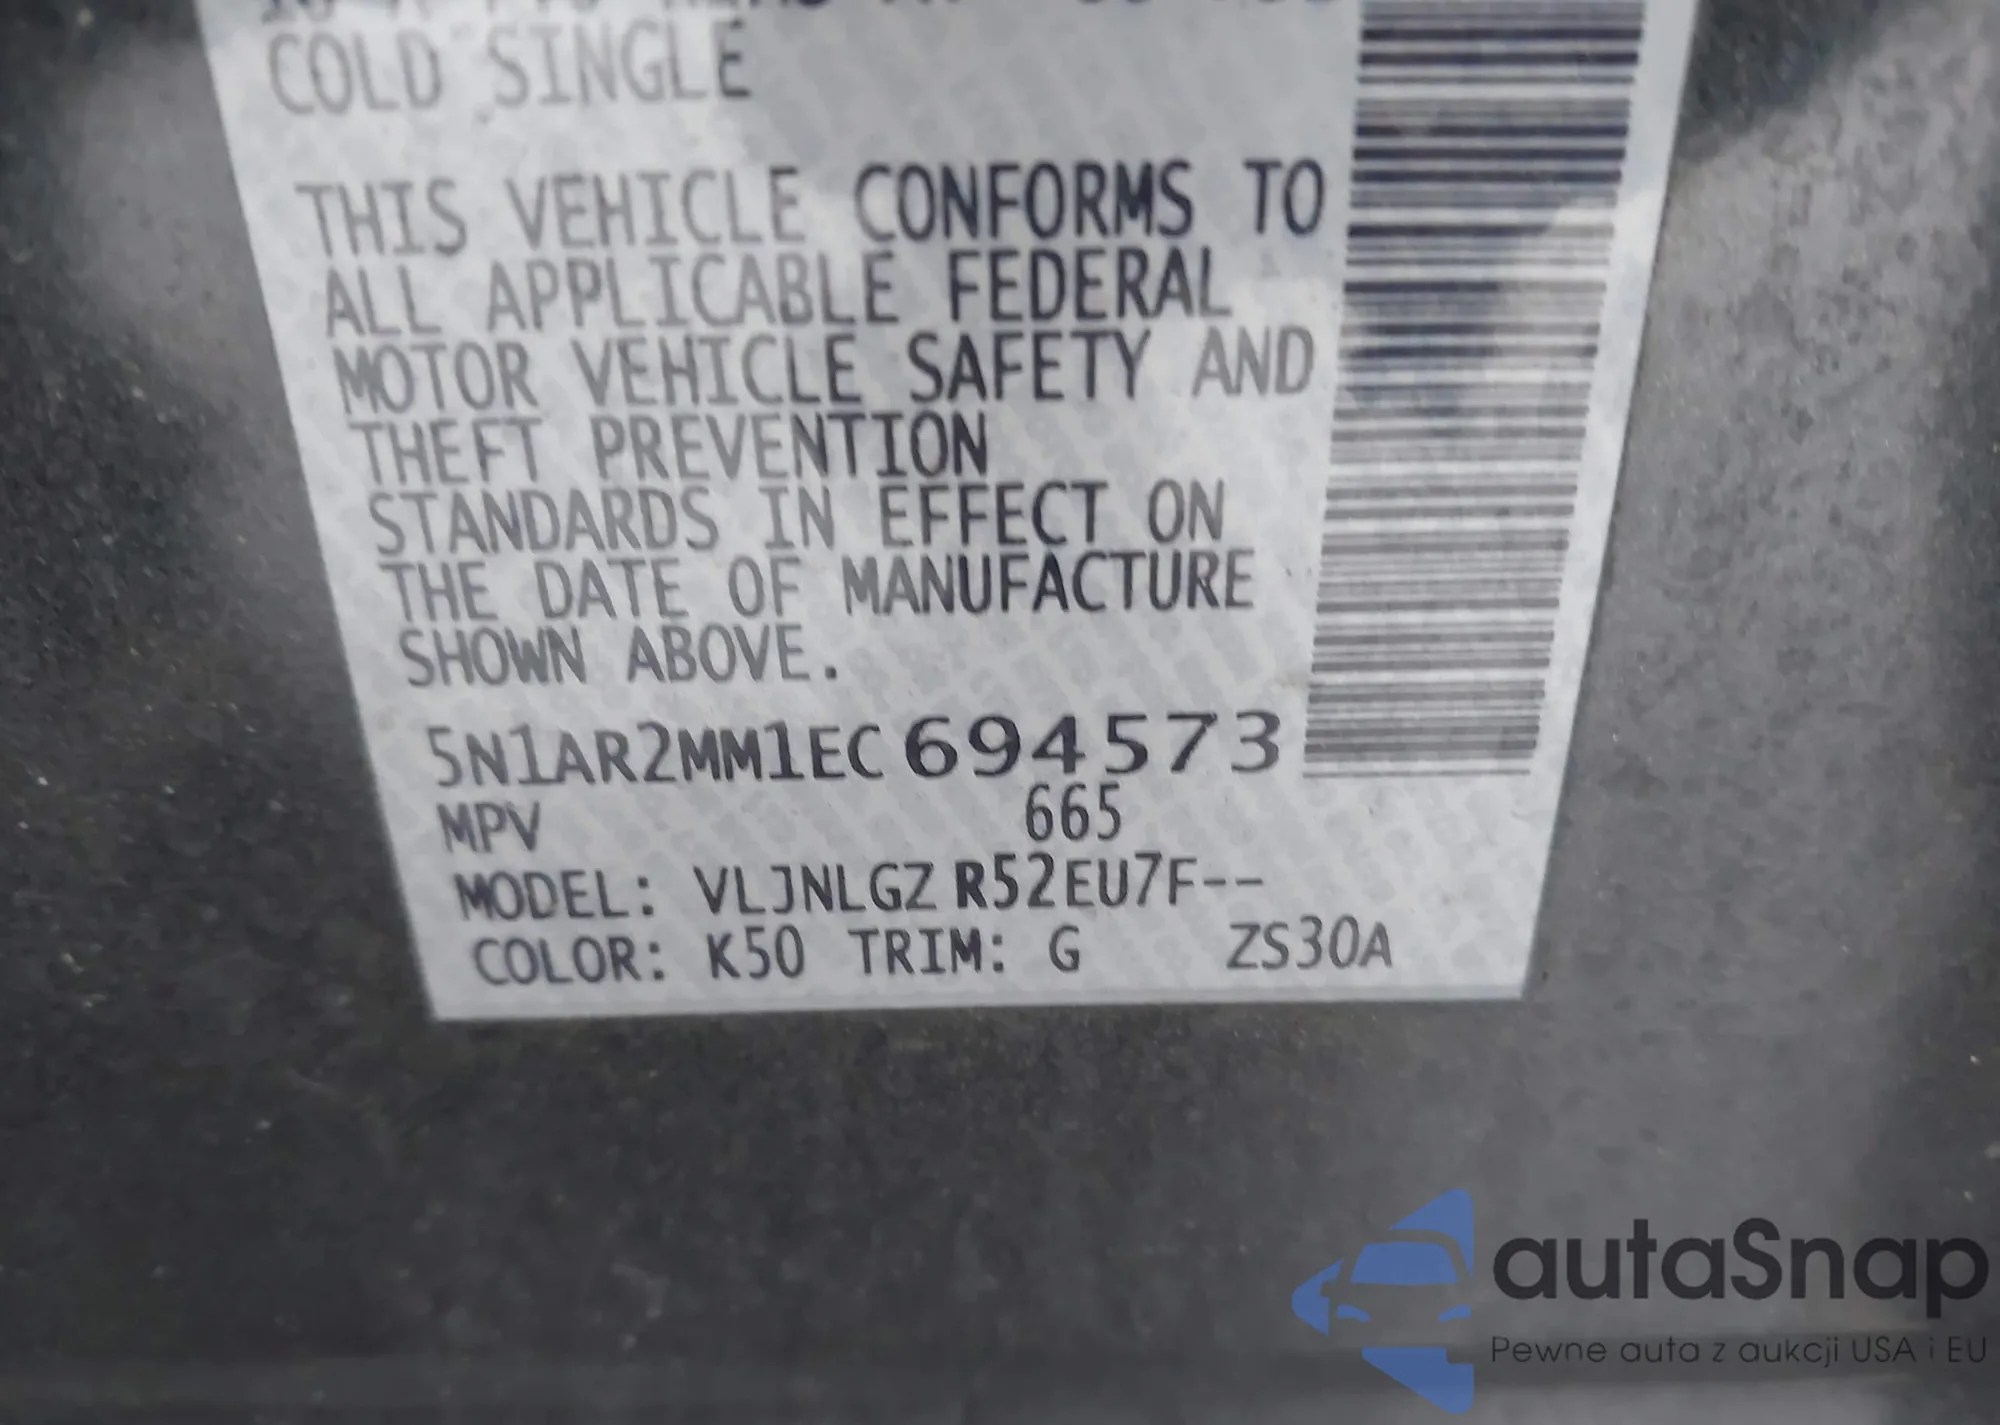 COLD SINGLE
THIS VEHICLE CONFORMS TO
ALL APPLICABLE FEDERAL
MOTOR VEHICLE SAFETY AND
THEFT PREVENTION
STANDARDS IN EFFECT ON
THE DATE OF MANUFACTURE
SHOWN ABOVE.
5N1AR2MM1EC694573
MPV 665
MODEL: VLJNLGZ R52EU7F--
COLOR: K50 TRIM: G ZS30A
autaSnap
Pewne auta z aukcji USA i EU